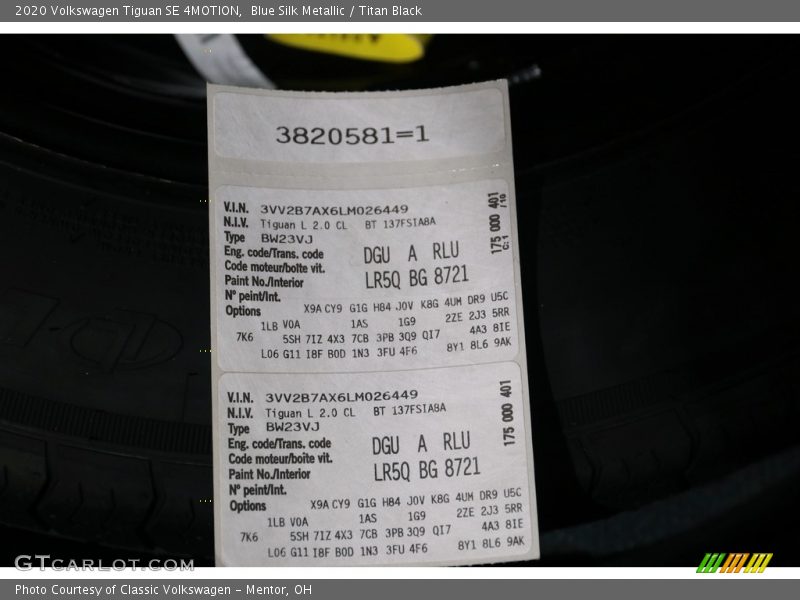 2020 Volkswagen Tiguan SE 4MOTION, Blue Silk Metallic / Titan Black
3820581=1
V.I.N. 3VV2B7AX6LM026449
N.I.V. Tiguan L 2.0 CL BT 137FSIA8A
Type BW23VJ
175 000 401
Eng. code/Trans. code
Code moteur/boîte vit. DGU A RLU
Paint No./Interior LR5Q BG 8721
N° peint/Int.
Options X9A CY9 G1G H84 J0V K8G 4UM DR9 U5C
1LB V0A 1AS 1G9 2ZE 2J3 5RR
7K6 5SH 7IZ 4X3 7CB 3PB 3Q9 QI7 4A3 8IE
L06 G11 I8F B0D 1N3 3FU 4F6 8Y1 8L6 9AK
V.I.N. 3VV2B7AX6LM026449
N.I.V. Tiguan L 2.0 CL BT 137FSIA8A
Type BW23VJ
175 000 401
Eng. code/Trans. code
Code moteur/boîte vit. DGU A RLU
Paint No./Interior LR5Q BG 8721
N° peint/Int.
Options X9A CY9 G1G H84 J0V K8G 4UM DR9 U5C
1LB V0A 1AS 1G9 2ZE 2J3 5RR
7K6 5SH 7IZ 4X3 7CB 3PB 3Q9 QI7 4A3 8IE
L06 G11 I8F B0D 1N3 3FU 4F6 8Y1 8L6 9AK
GTCARLOT.COM
Photo Courtesy of Classic Volkswagen - Mentor, OH